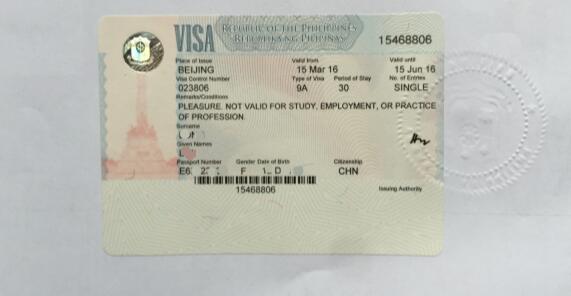 VISA
REPUBLIC OF THE PHILIPPINES
REPUBLIKA NG PILIPINAS
15468806
Place of Issue Valid from Valid until
BEIJING 15 Mar 16 15 Jun 16
Visa Control Number Type of Visa Period of Stay No. of Entries
023806 9A 30 SINGLE
Remarks/Conditions
PLEASURE. NOT VALID FOR STUDY, EMPLOYMENT, OR PRACTICE
OF PROFESSION.
Surname
Given Names
Passport Number Gender Date of Birth Citizenship
F CHN
15468806 Issuing Authority